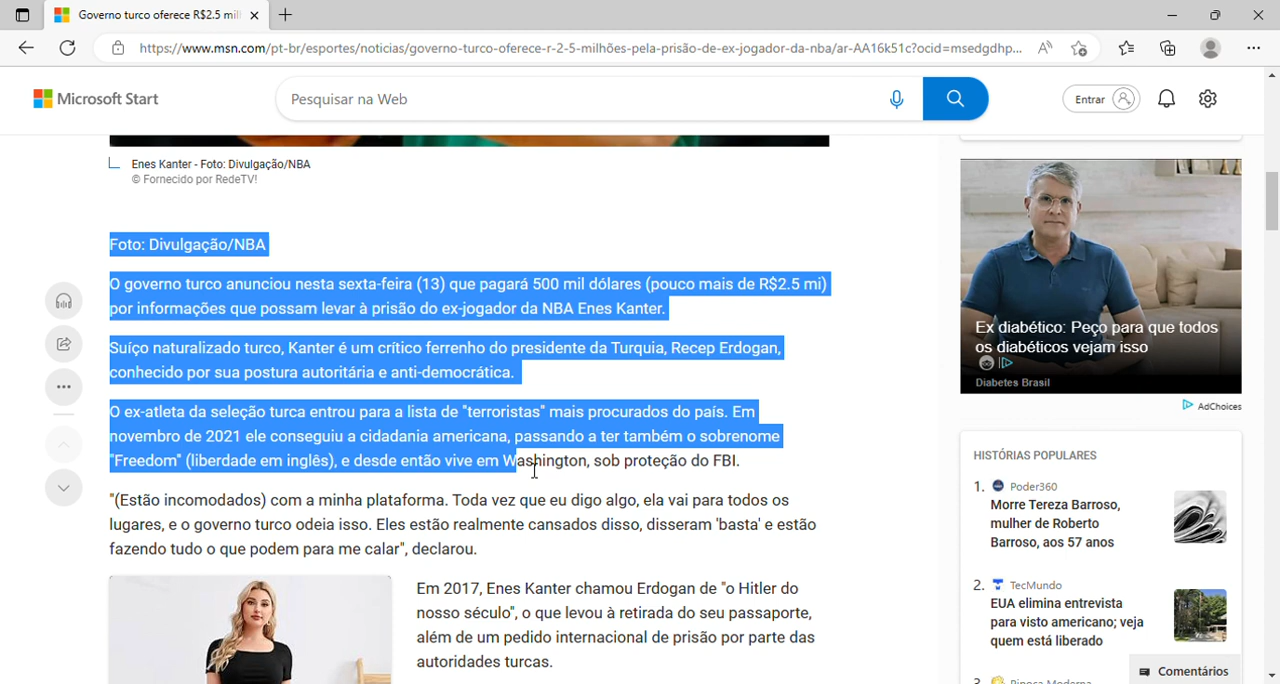 Governo turco oferece R$2.5 mil
https://www.msn.com/pt-br/esportes/noticias/governo-turco-oferece-r-2-5-milhões-pela-prisão-de-ex-jogador-da-nba/ar-AA16k51c?ocid=msedgdhp...
Microsoft Start
Pesquisar na Web
Entrar
Enes Kanter - Foto: Divulgação/NBA
© Fornecido por RedeTV!
Foto: Divulgação/NBA
O governo turco anunciou nesta sexta-feira (13) que pagará 500 mil dólares (pouco mais de R$2.5 mi)
por informações que possam levar à prisão do ex-jogador da NBA Enes Kanter.
Suíço naturalizado turco, Kanter é um crítico ferrenho do presidente da Turquia, Recep Erdogan,
conhecido por sua postura autoritária e anti-democrática.
O ex-atleta da seleção turca entrou para a lista de "terroristas" mais procurados do país. Em
novembro de 2021 ele conseguiu a cidadania americana, passando a ter também o sobrenome
"Freedom" (liberdade em inglês), e desde então vive em Washington, sob proteção do FBI.
"(Estão incomodados) com a minha plataforma. Toda vez que eu digo algo, ela vai para todos os
lugares, e o governo turco odeia isso. Eles estão realmente cansados disso, disseram 'basta' e estão
fazendo tudo o que podem para me calar", declarou.
Em 2017, Enes Kanter chamou Erdogan de "o Hitler do
nosso século", o que levou à retirada do seu passaporte,
além de um pedido internacional de prisão por parte das
autoridades turcas.
Ex diabético: Peço para que todos
os diabéticos vejam isso
Diabetes Brasil
AdChoices
HISTÓRIAS POPULARES
1. Poder360
Morre Tereza Barroso,
mulher de Roberto
Barroso, aos 57 anos
2. TecMundo
EUA elimina entrevista
para visto americano; veja
quem está liberado
Comentários